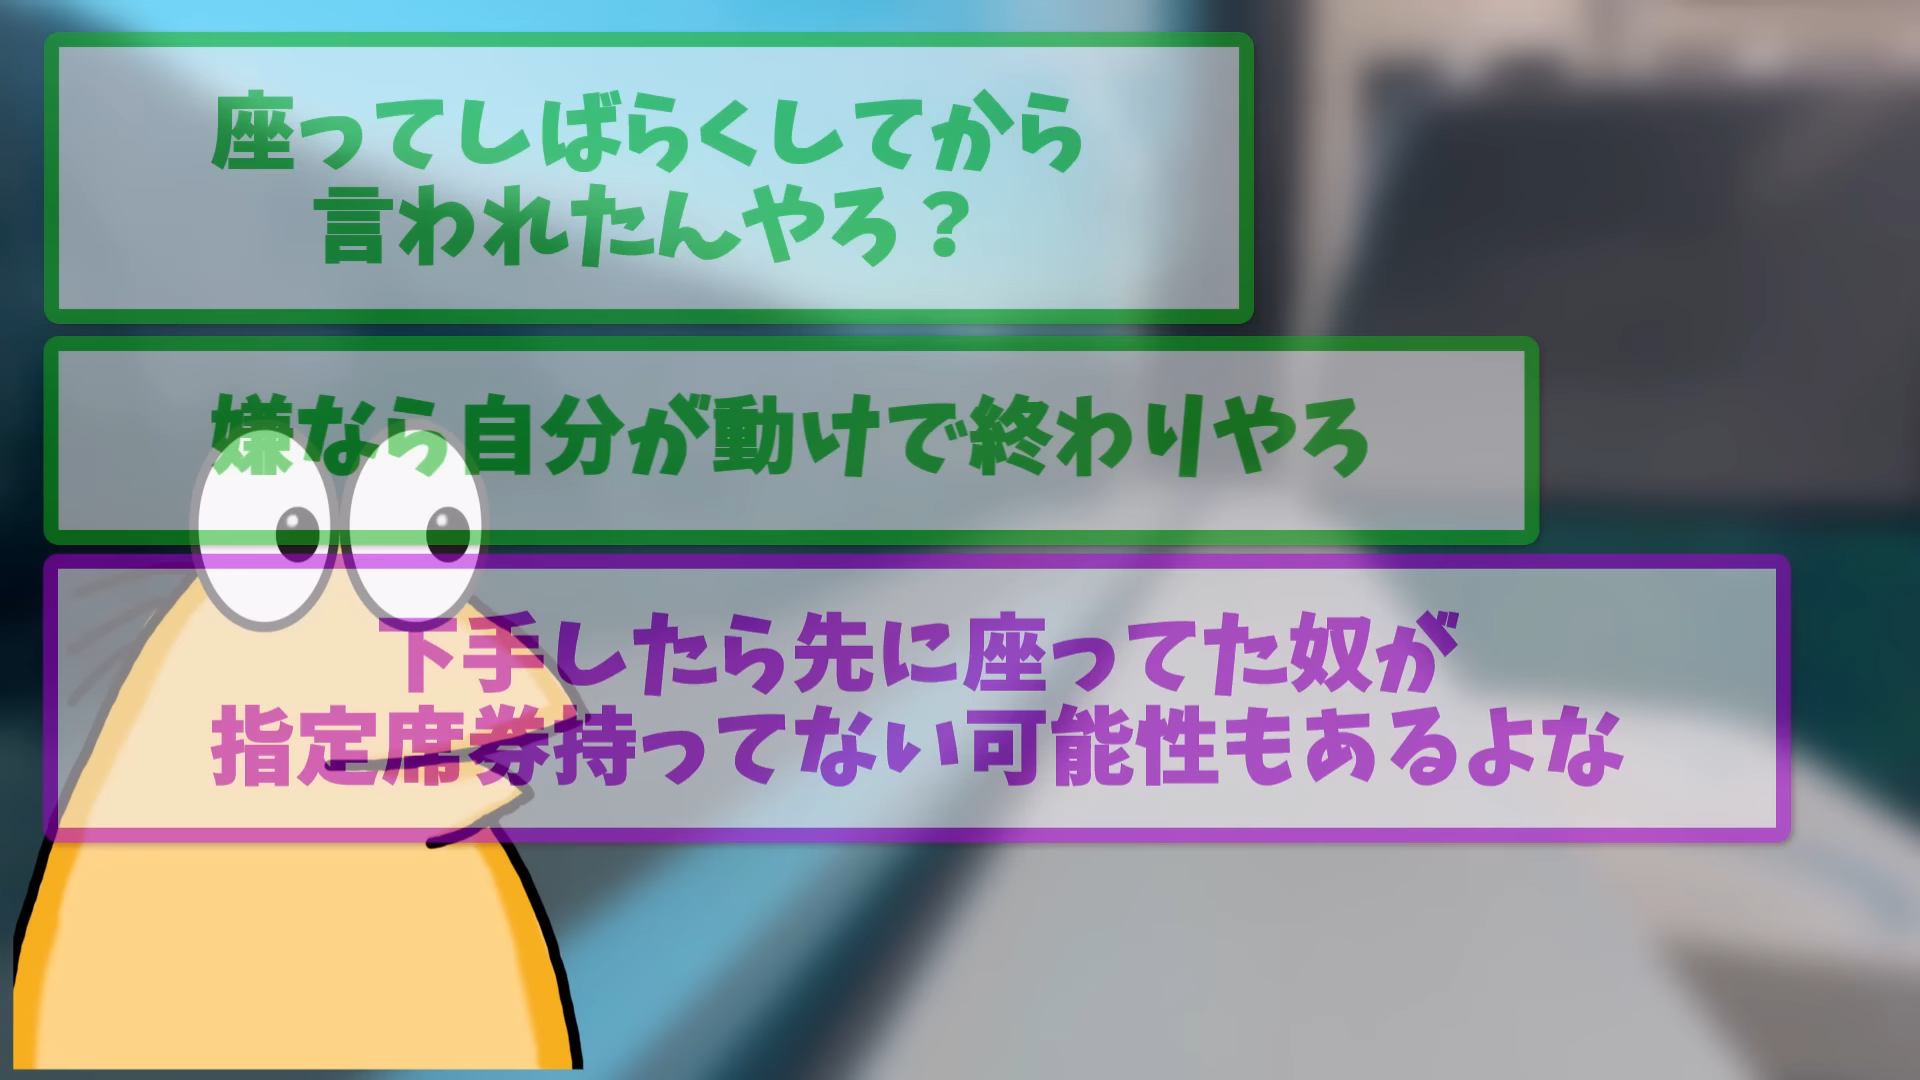 座ってしばらくしてから
言われたんやろ？
嫌なら自分が動けで終わりやろ
下手したら先に座ってた奴が
指定席券持ってない可能性もあるよな